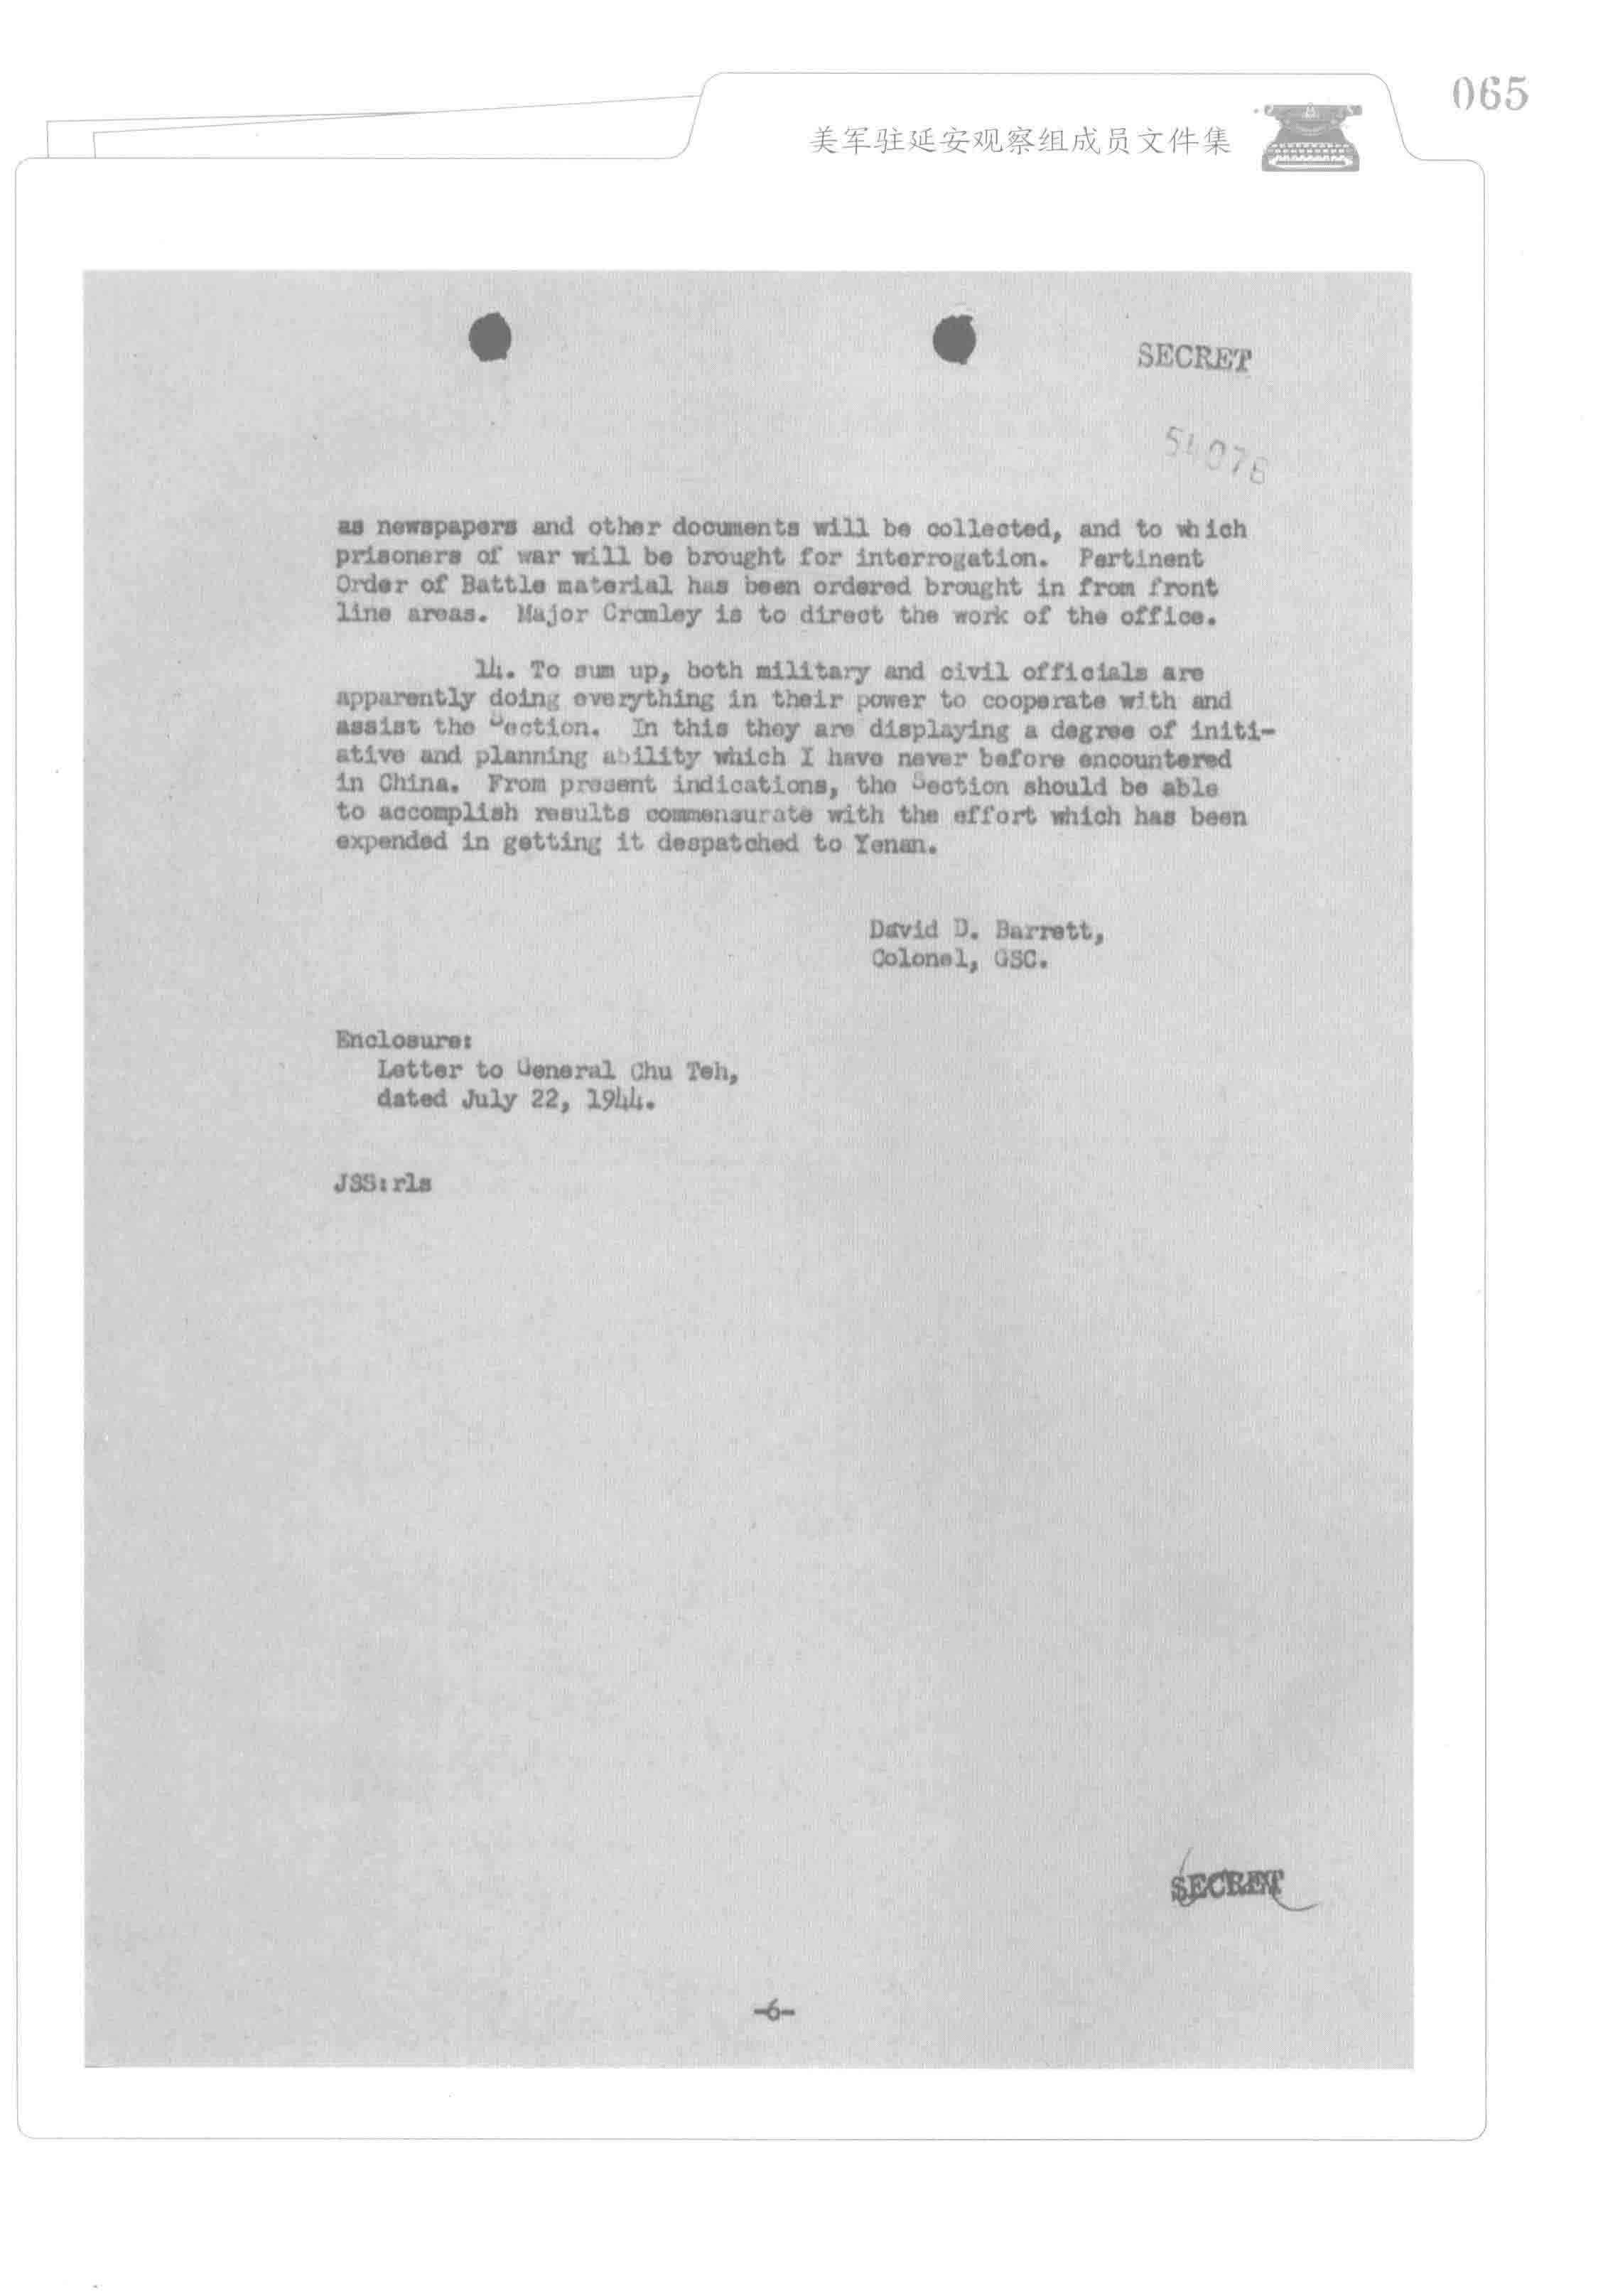 065
美军驻延安观察组成员文件集
SECRET
as newspapers and other documents will be collected, and to which
prisoners of war will be brought for interrogation. Pertinent
Order of Battle material has been ordered brought in from front
line areas. Major Cromley is to direct the work of the office.
14. To sum up, both military and civil officials are
apparently doing everything in their power to cooperate with and
assist the Section. In this they are displaying a degree of initi-
ative and planning ability which I have never before encountered
in China. From present indications, the Section should be able
to accomplish results commensurate with the effort which has been
expended in getting it despatched to Yenan.
David D. Barrett,
Colonel, GSC.
Enclosure:
Letter to General Chu Teh,
dated July 22, 1944.
JSS:rls
SECRET
-6-